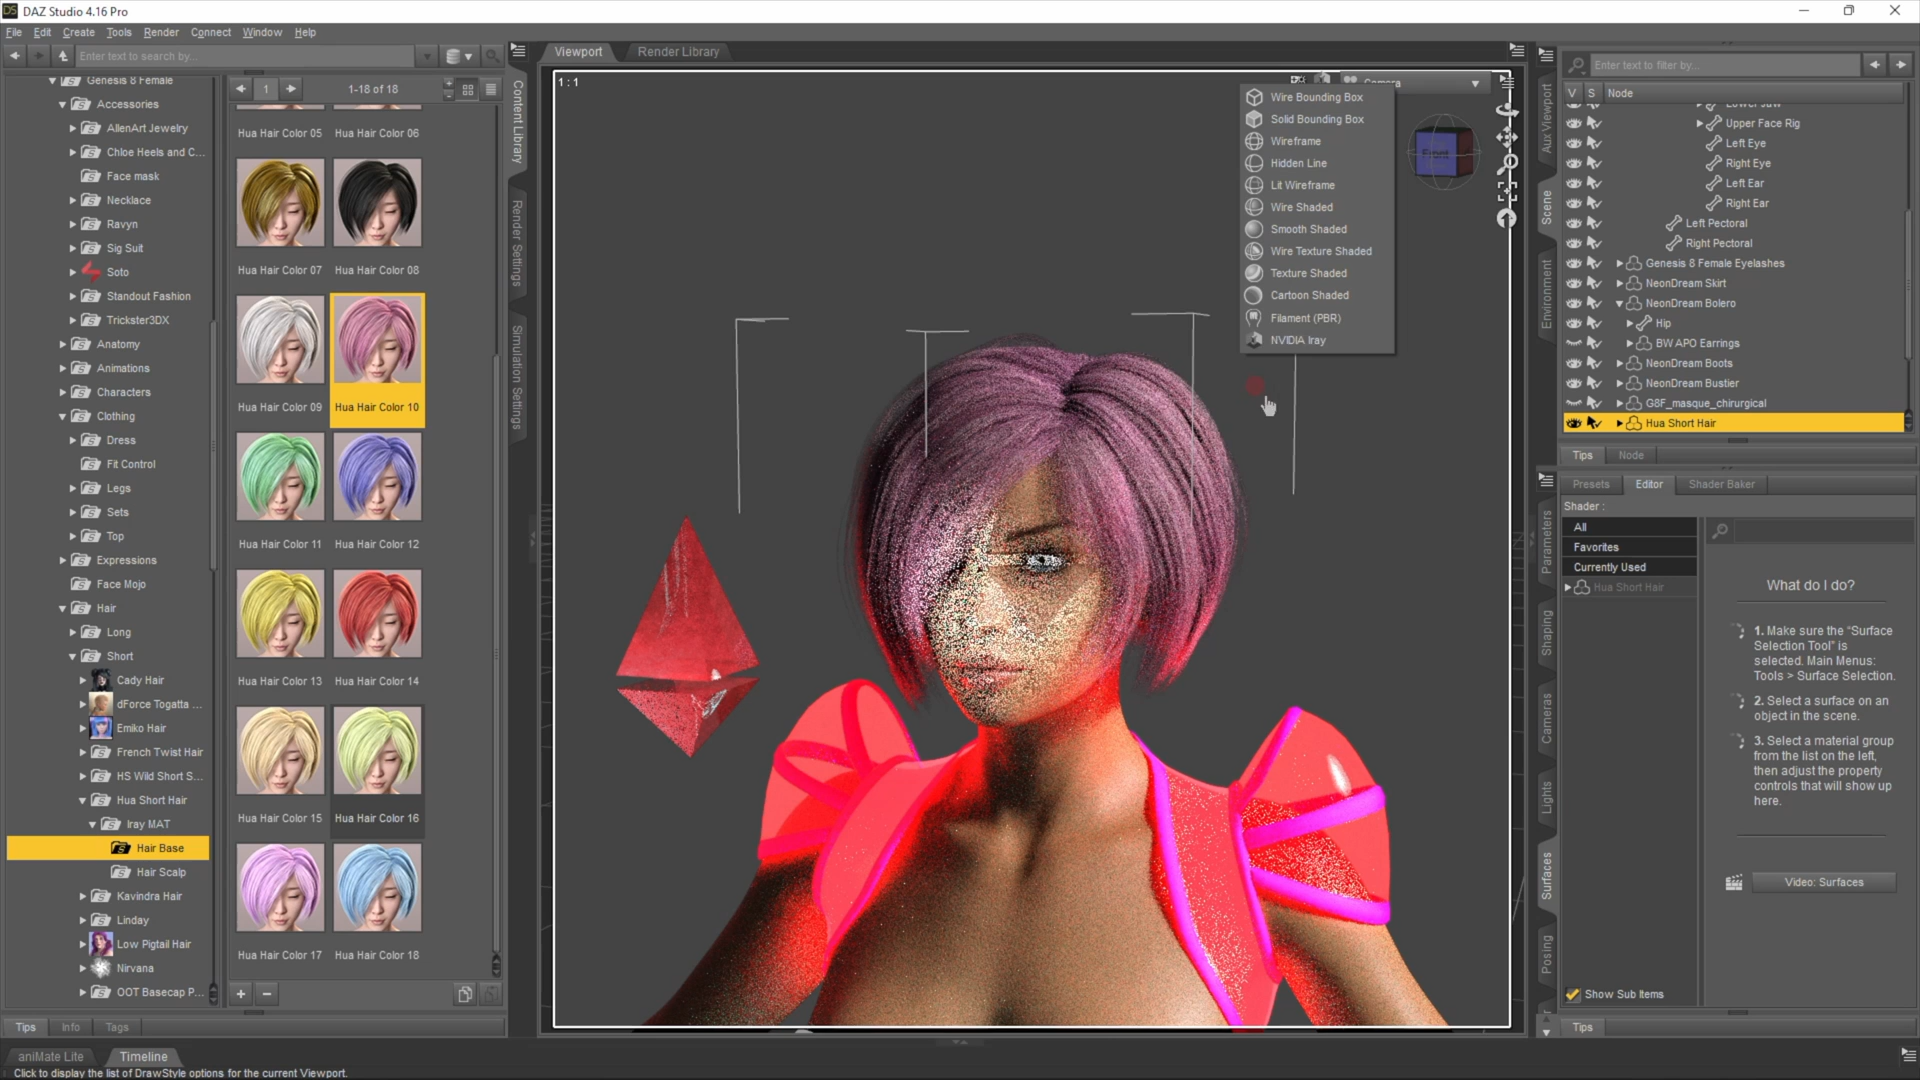 DAZ Studio 4.16 Pro
File Edit Create Tools Render Connect Window Help
Enter text to search by...
Genesis 8 Female
Accessories
AllenArt Jewelry
Chloe Heels and C...
Face mask
Necklace
Ravyn
Sig Suit
Soto
Standout Fashion
Trickster3DX
Anatomy
Animations
Characters
Clothing
Dress
Fit Control
Legs
Sets
Top
Expressions
Face Mojo
Hair
Long
Short
Cady Hair
dForce Togatta ...
Emiko Hair
French Twist Hair
HS Wild Short S...
Hua Short Hair
Iray MAT
Hair Base
Hair Scalp
Kavindra Hair
Linday
Low Pigtail Hair
Nirvana
OOT Basecap P...
Tips Info Tags
aniMate Lite Timeline
Click to display the list of DrawStyle options for the current Viewport.
1 1-18 of 18
Hua Hair Color 05 Hua Hair Color 06
Hua Hair Color 07 Hua Hair Color 08
Hua Hair Color 09 Hua Hair Color 10
Hua Hair Color 11 Hua Hair Color 12
Hua Hair Color 13 Hua Hair Color 14
Hua Hair Color 15 Hua Hair Color 16
Hua Hair Color 17 Hua Hair Color 18
Content Library
Render Settings
Simulation Settings
Viewport Render Library
1 : 1
Camera
Wire Bounding Box
Solid Bounding Box
Wireframe
Hidden Line
Lit Wireframe
Wire Shaded
Smooth Shaded
Wire Texture Shaded
Texture Shaded
Cartoon Shaded
Filament (PBR)
NVIDIA Iray
Front
Aux Viewport
Scene
Environment
Enter text to filter by...
V S Node
Lower Jaw
Upper Face Rig
Left Eye
Right Eye
Left Ear
Right Ear
Left Pectoral
Right Pectoral
Genesis 8 Female Eyelashes
NeonDream Skirt
NeonDream Bolero
Hip
BW APO Earrings
NeonDream Boots
NeonDream Bustier
G8F_masque_chirurgical
Hua Short Hair
Tips Node
Parameters
Shaping
Cameras
Lights
Surfaces
Posing
Presets Editor Shader Baker
Shader :
All
Favorites
Currently Used
Hua Short Hair
What do I do?
1. Make sure the "Surface
Selection Tool" is
selected. Main Menus:
Tools > Surface Selection.
2. Select a surface on an
object in the scene.
3. Select a material group
from the list on the left,
then adjust the property
controls that will show up
here.
Video: Surfaces
Show Sub Items
Tips